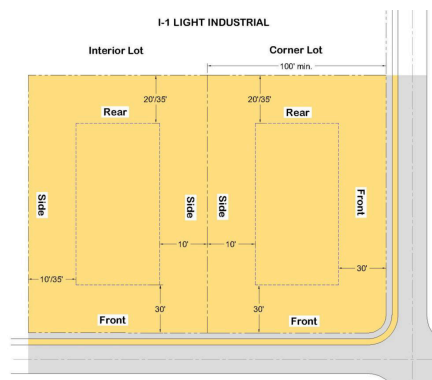 I-1 LIGHT INDUSTRIAL
Interior Lot
Corner Lot
100' min.
20'/35'
20'/35'
Rear
Rear
Side
Side
Side
Front
10'
10'
30'
10'/35'
30'
30'
Front
Front